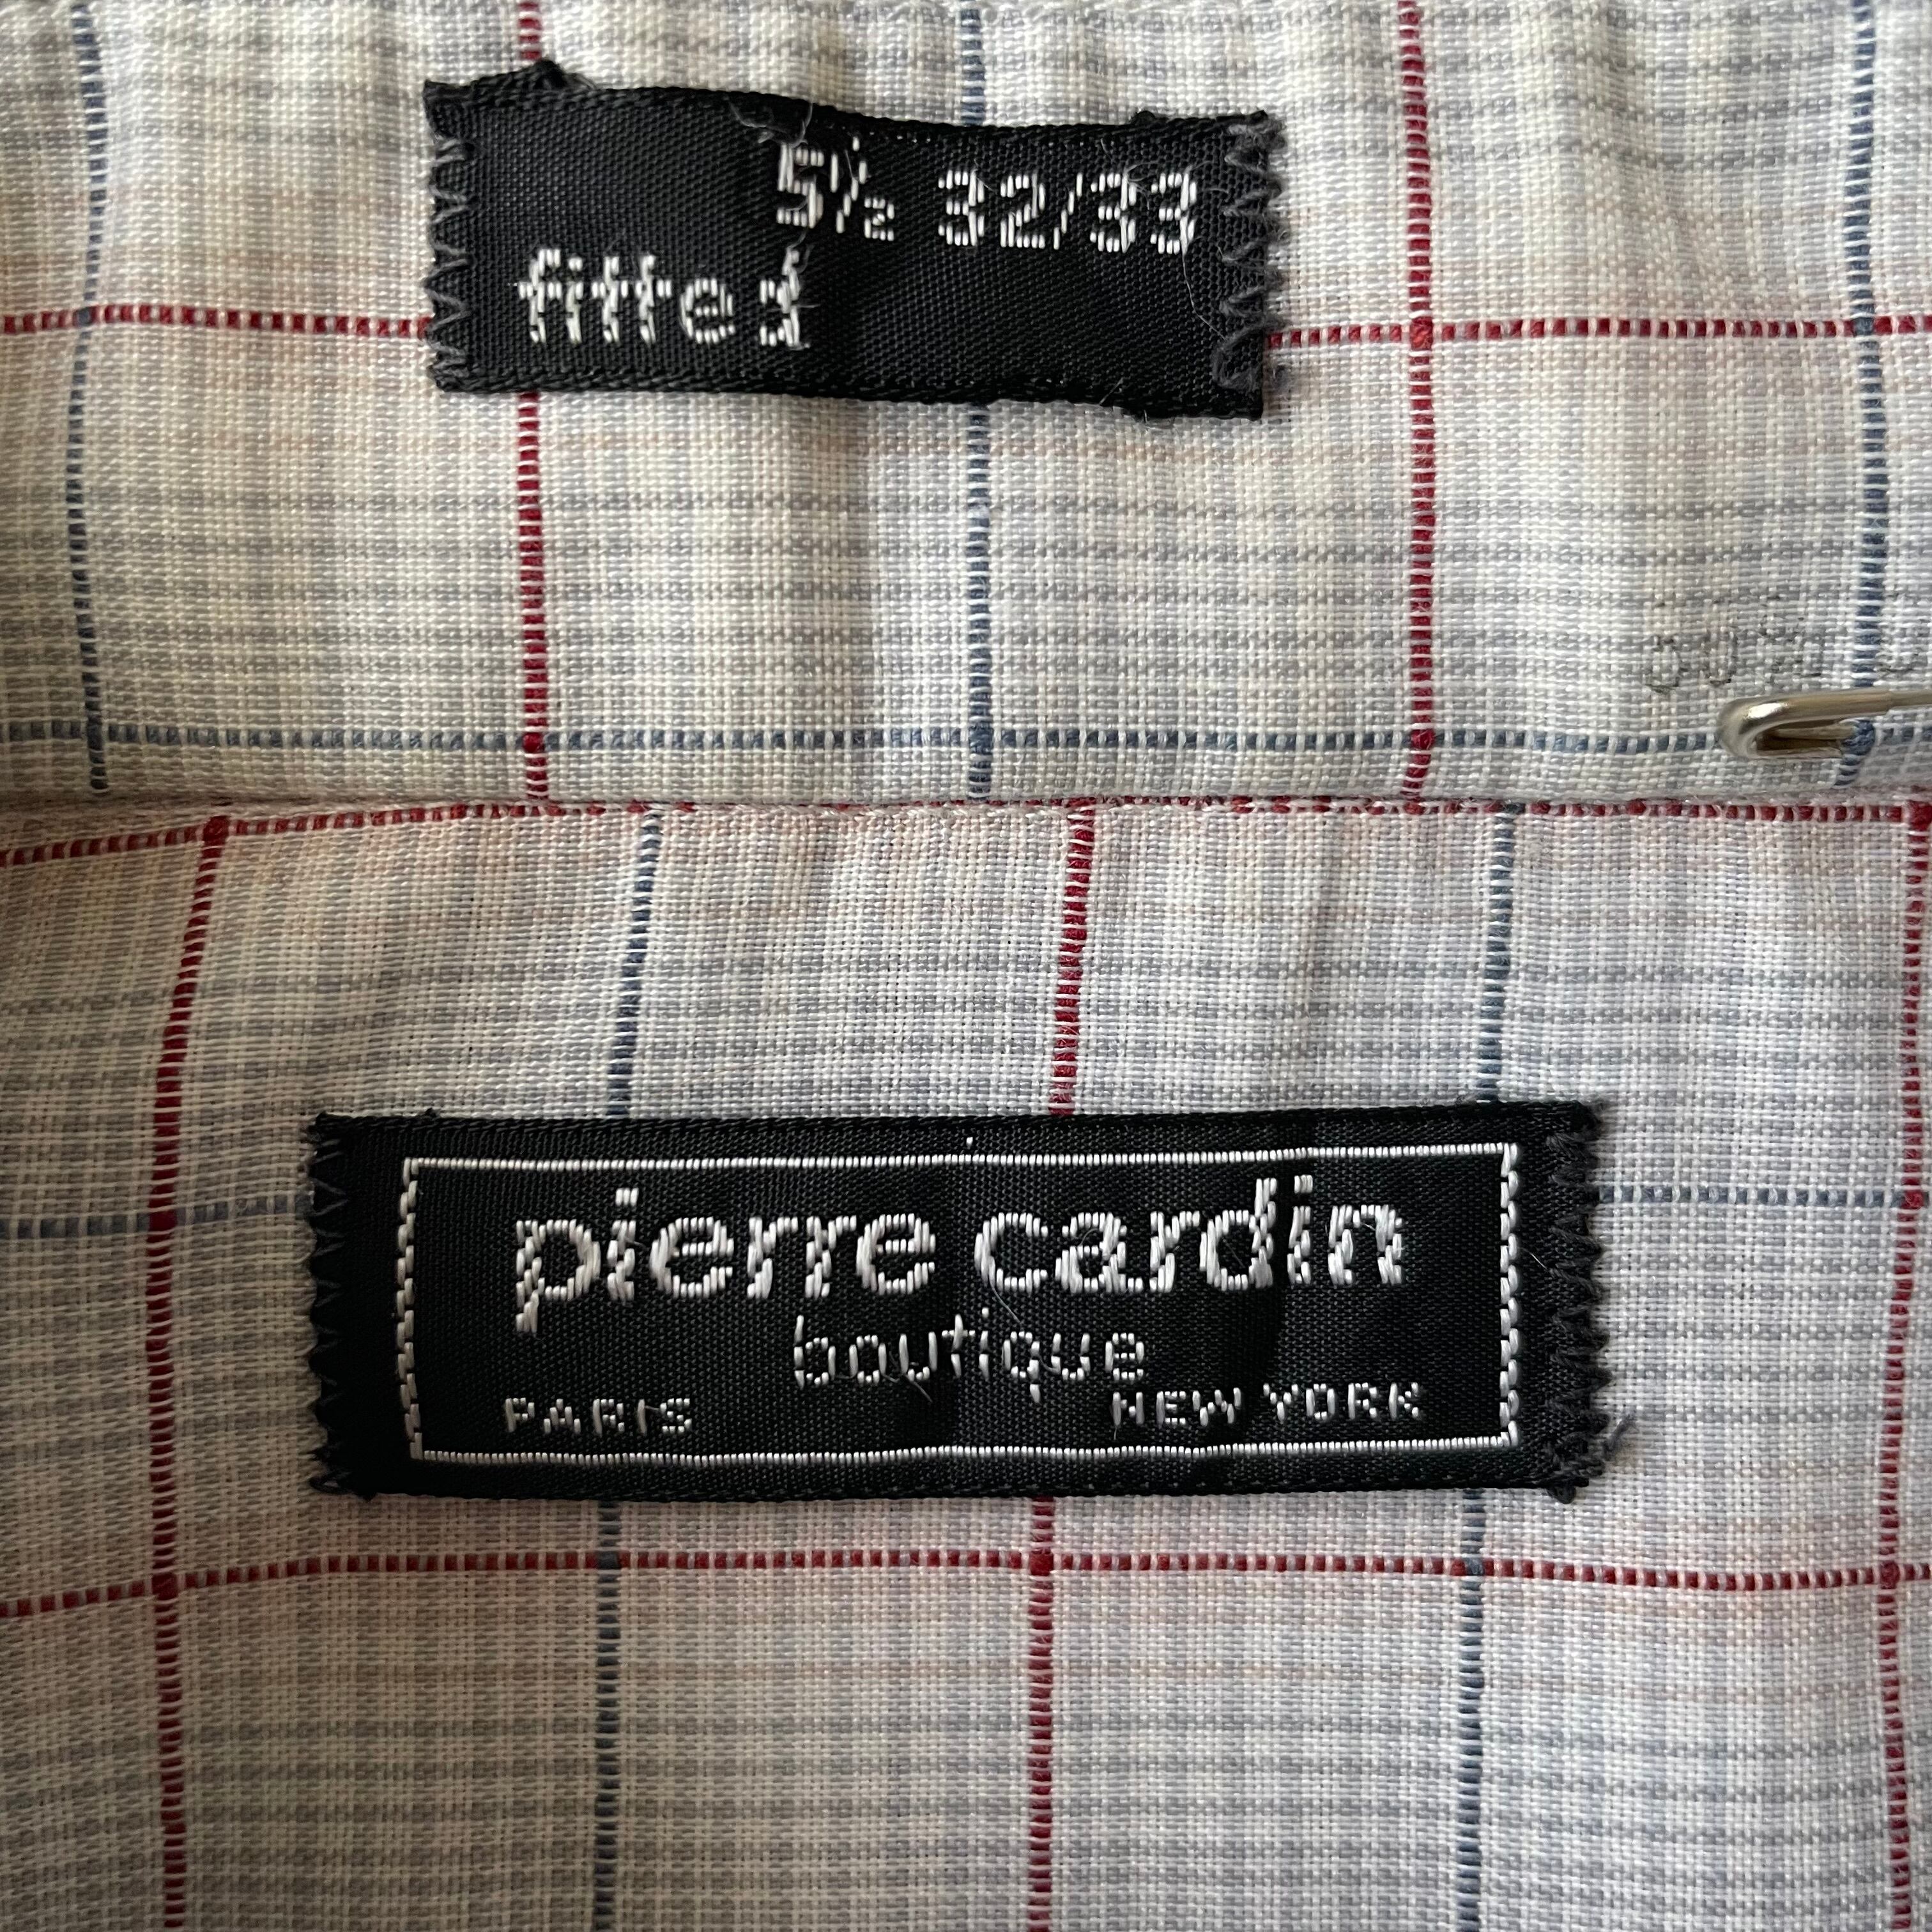 5½ 32/33
fitted
pierre cardin
boutique
PARIS NEW YORK